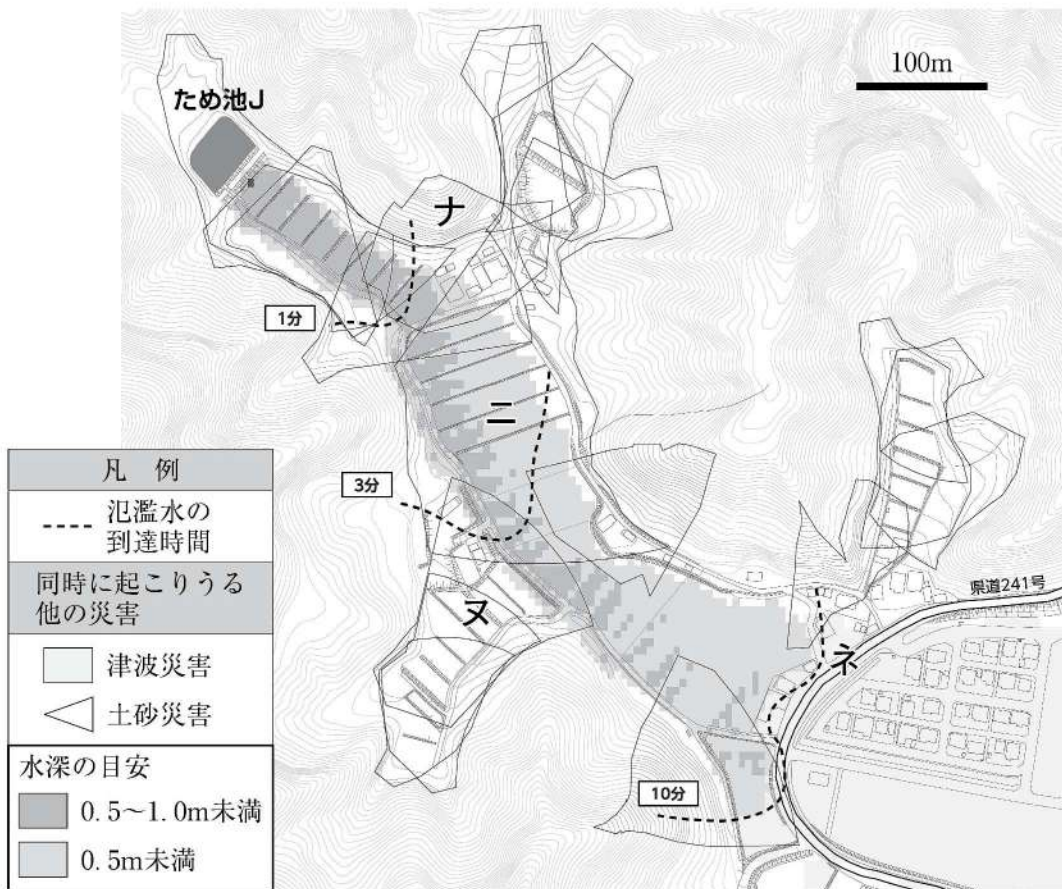 100m
ため池J
ナ
1分
ニ
3分
県道241号
ヌ
ネ
10分
凡例
氾濫水の
到達時間
同時に起こりうる
他の災害
津波災害
土砂災害
水深の目安
0.5~1.0m未満
0.5m未満